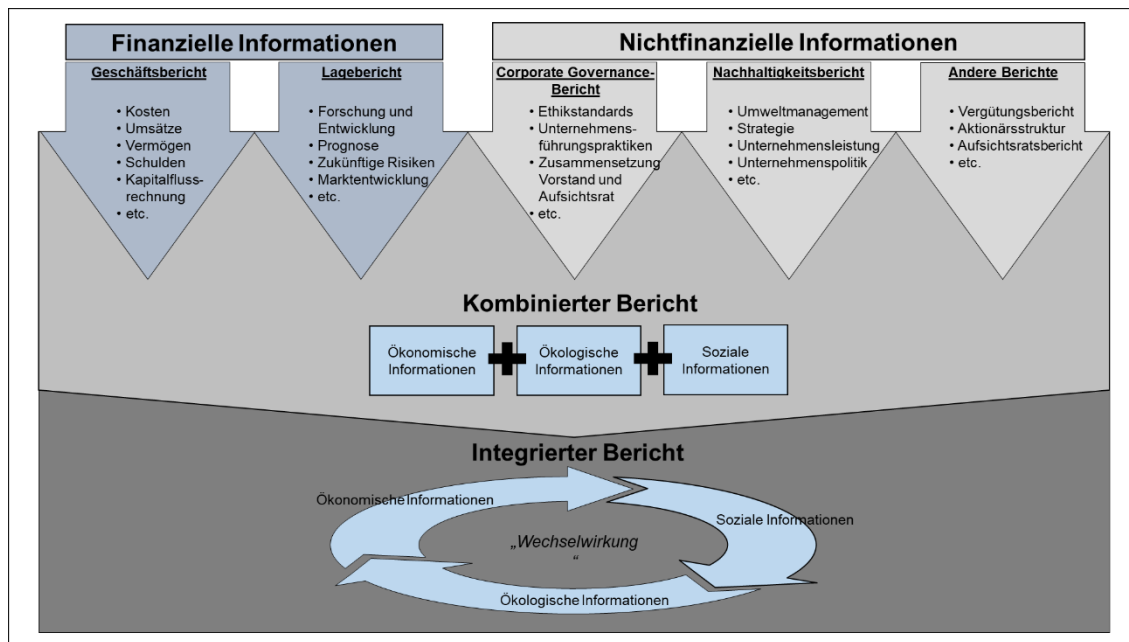 Finanzielle Informationen
Nichtfinanzielle Informationen
Geschäftsbericht
• Kosten
• Umsätze
• Vermögen
• Schulden
• Kapitalfluss-
rechnung
• etc.
Lagebericht
• Forschung und
Entwicklung
• Prognose
• Zukünftige Risiken
• Marktentwicklung
• etc.
Corporate Governance-
Bericht
• Ethikstandards
• Unternehmens-
führungspraktiken
• Zusammensetzung
Vorstand und
Aufsichtsrat
• etc.
Nachhaltigkeitsbericht
• Umweltmanagement
• Strategie
• Unternehmensleistung
• Unternehmenspolitik
• etc.
Andere Berichte
• Vergütungsbericht
• Aktionärsstruktur
• Aufsichtsratsbericht
• etc.
Kombinierter Bericht
Ökonomische
Informationen
Ökologische
Informationen
Soziale
Informationen
Integrierter Bericht
Ökonomische Informationen
Soziale Informationen
„Wechselwirkung
“
Ökologische Informationen